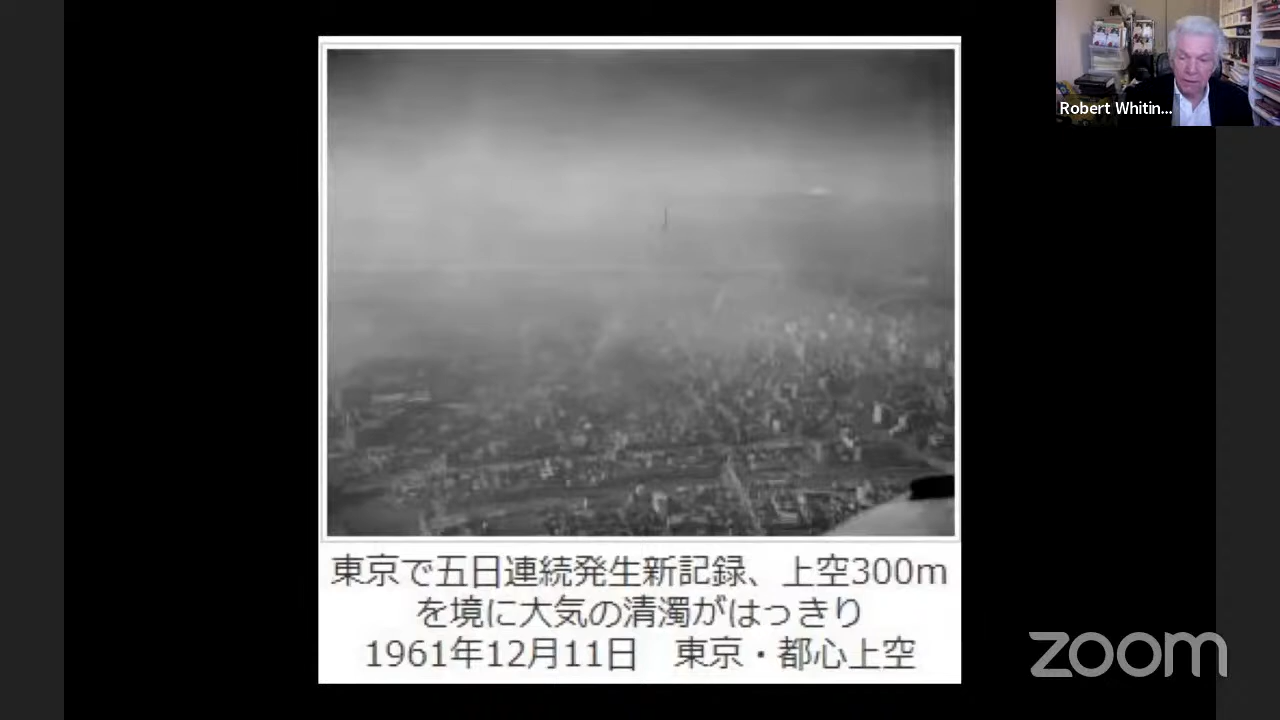 Robert Whitin...
東京で五日連続発生新記録、上空300m
を境に大気の清濁がはっきり
1961年12月11日　東京・都心上空
zoom